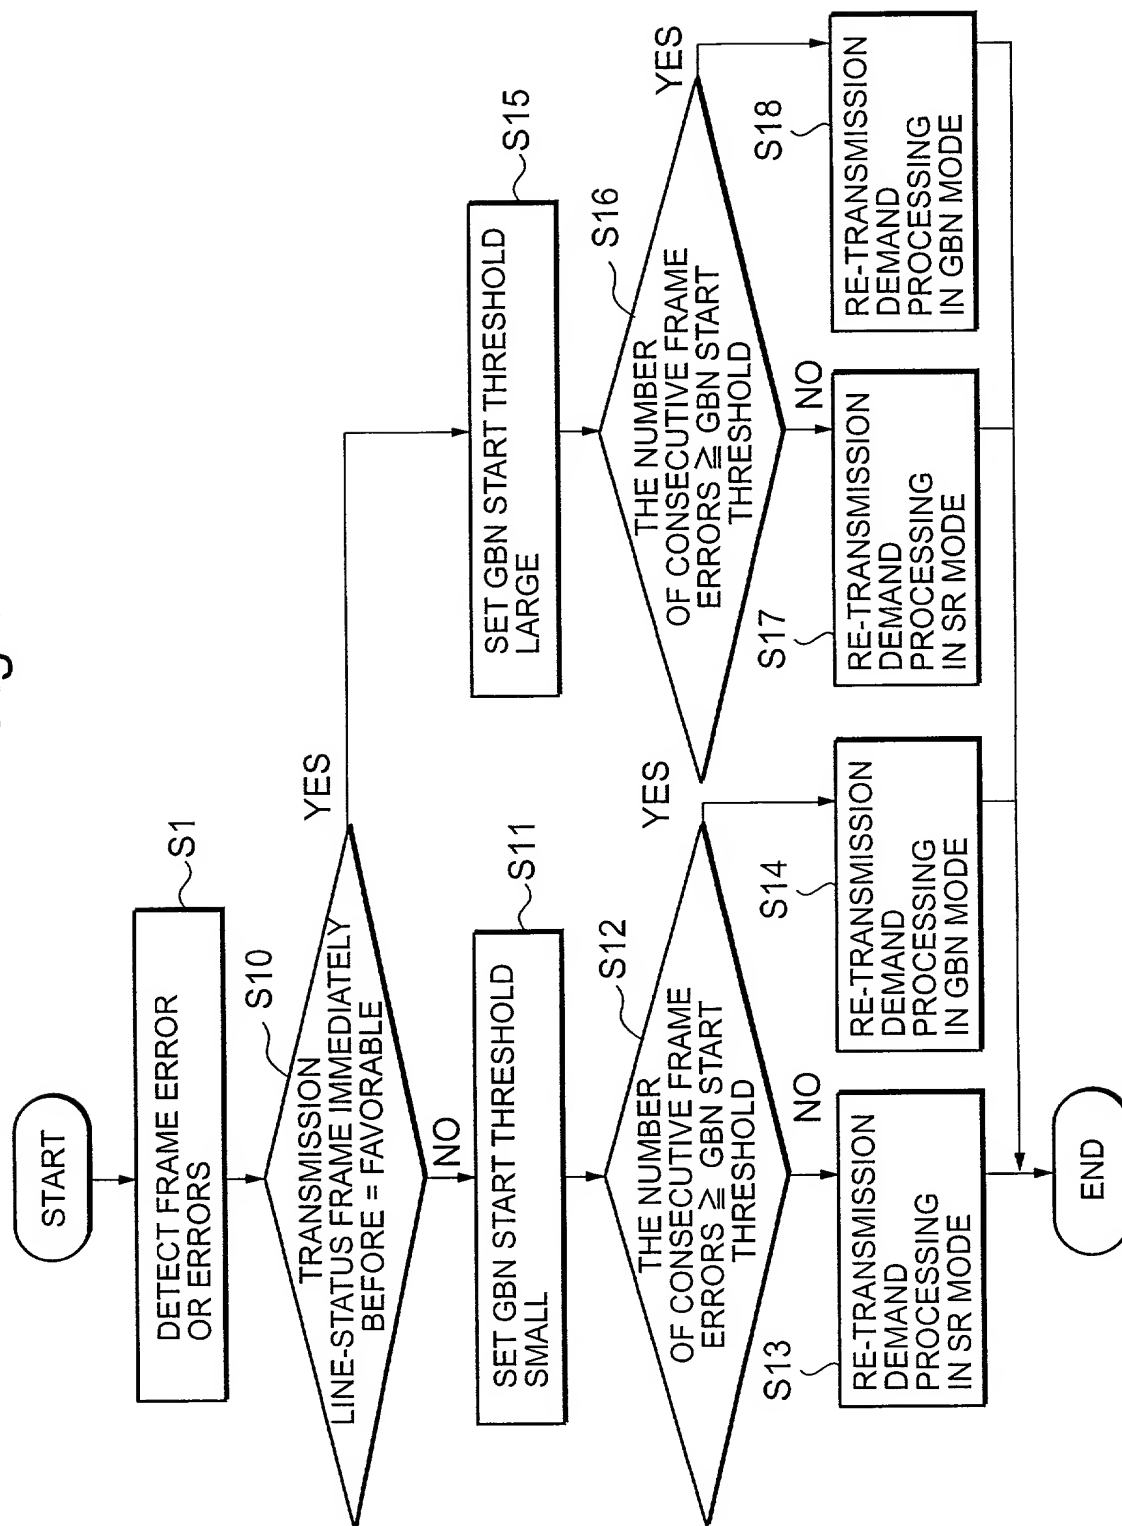 START
DETECT FRAME ERROR
OR ERRORS
S1
TRANSMISSION
LINE-STATUS FRAME IMMEDIATELY
BEFORE = FAVORABLE
S10
YES
NO
SET GBN START THRESHOLD
SMALL
S11
SET GBN START THRESHOLD
LARGE
S15
THE NUMBER
OF CONSECUTIVE FRAME
ERRORS ≧ GBN START
THRESHOLD
S12
YES
NO
THE NUMBER
OF CONSECUTIVE FRAME
ERRORS ≧ GBN START
THRESHOLD
S16
YES
NO
S13
RE-TRANSMISSION
DEMAND
PROCESSING
IN SR MODE
S14
RE-TRANSMISSION
DEMAND
PROCESSING
IN GBN MODE
S17
RE-TRANSMISSION
DEMAND
PROCESSING
IN SR MODE
S18
RE-TRANSMISSION
DEMAND
PROCESSING
IN GBN MODE
END